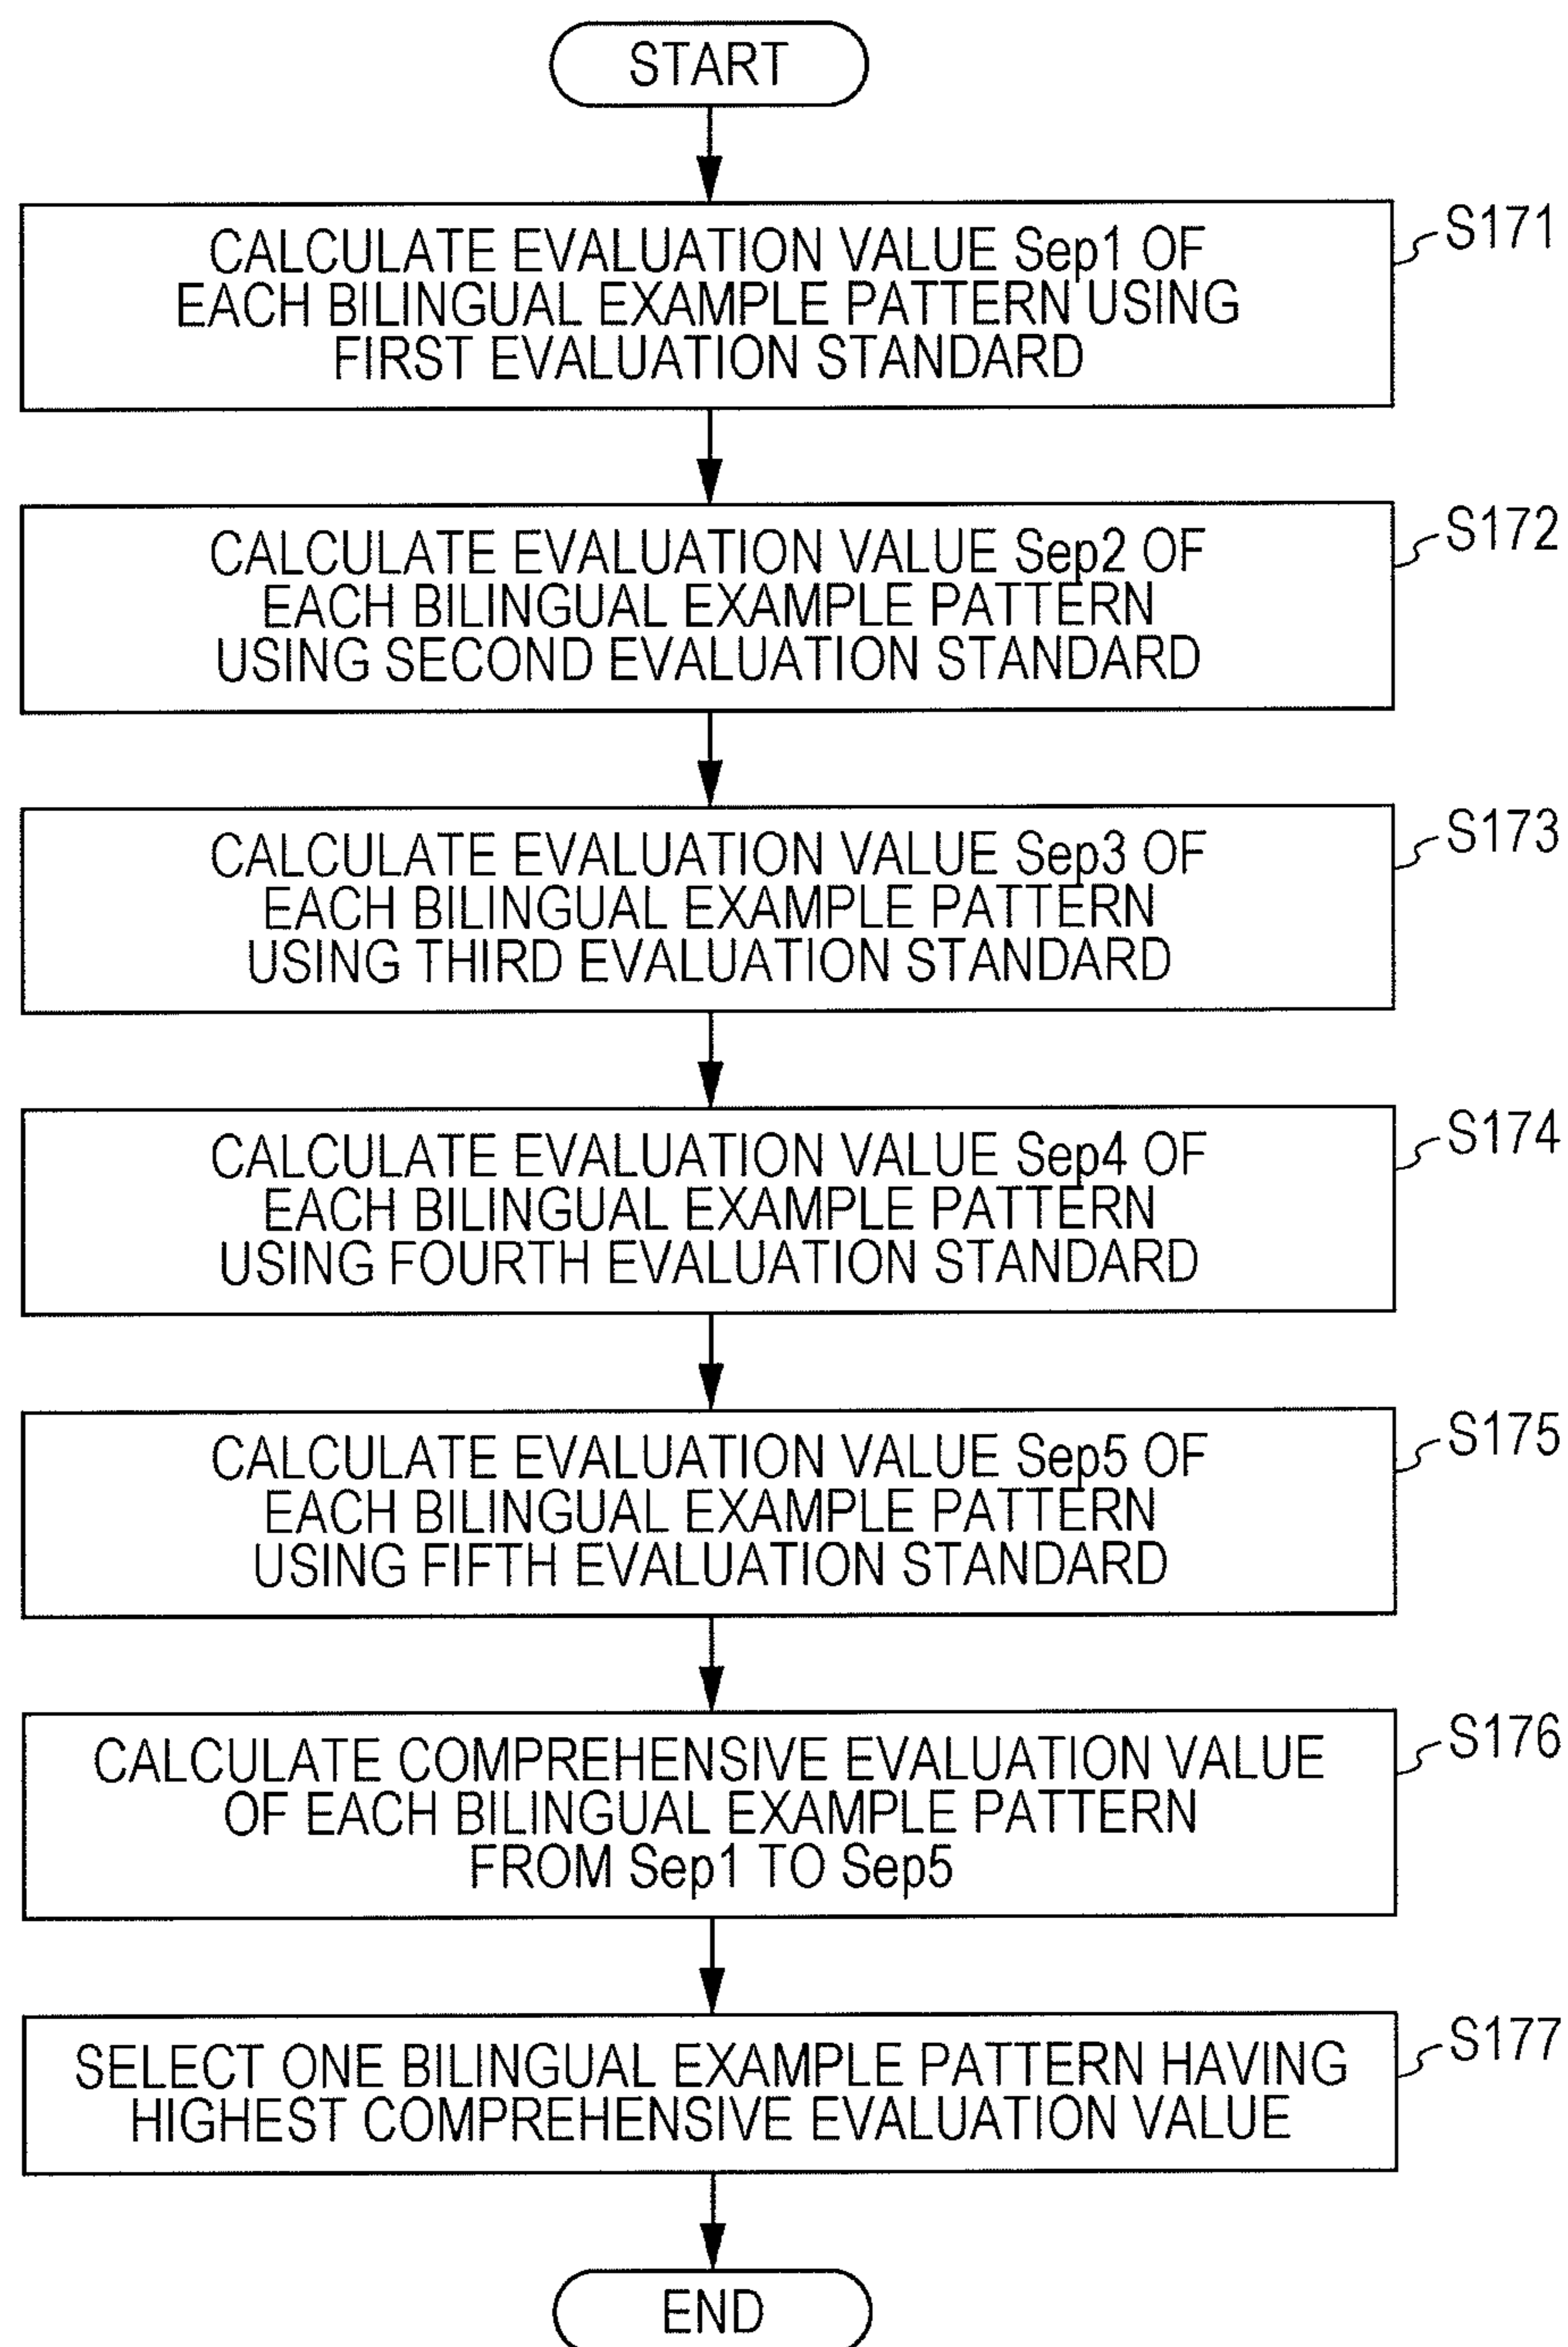 START
CALCULATE EVALUATION VALUE Sep1 OF
EACH BILINGUAL EXAMPLE PATTERN USING
FIRST EVALUATION STANDARD
S171
CALCULATE EVALUATION VALUE Sep2 OF
EACH BILINGUAL EXAMPLE PATTERN
USING SECOND EVALUATION STANDARD
S172
CALCULATE EVALUATION VALUE Sep3 OF
EACH BILINGUAL EXAMPLE PATTERN
USING THIRD EVALUATION STANDARD
S173
CALCULATE EVALUATION VALUE Sep4 OF
EACH BILINGUAL EXAMPLE PATTERN
USING FOURTH EVALUATION STANDARD
S174
CALCULATE EVALUATION VALUE Sep5 OF
EACH BILINGUAL EXAMPLE PATTERN
USING FIFTH EVALUATION STANDARD
S175
CALCULATE COMPREHENSIVE EVALUATION VALUE
OF EACH BILINGUAL EXAMPLE PATTERN
FROM Sep1 TO Sep5
S176
SELECT ONE BILINGUAL EXAMPLE PATTERN HAVING
HIGHEST COMPREHENSIVE EVALUATION VALUE
S177
END